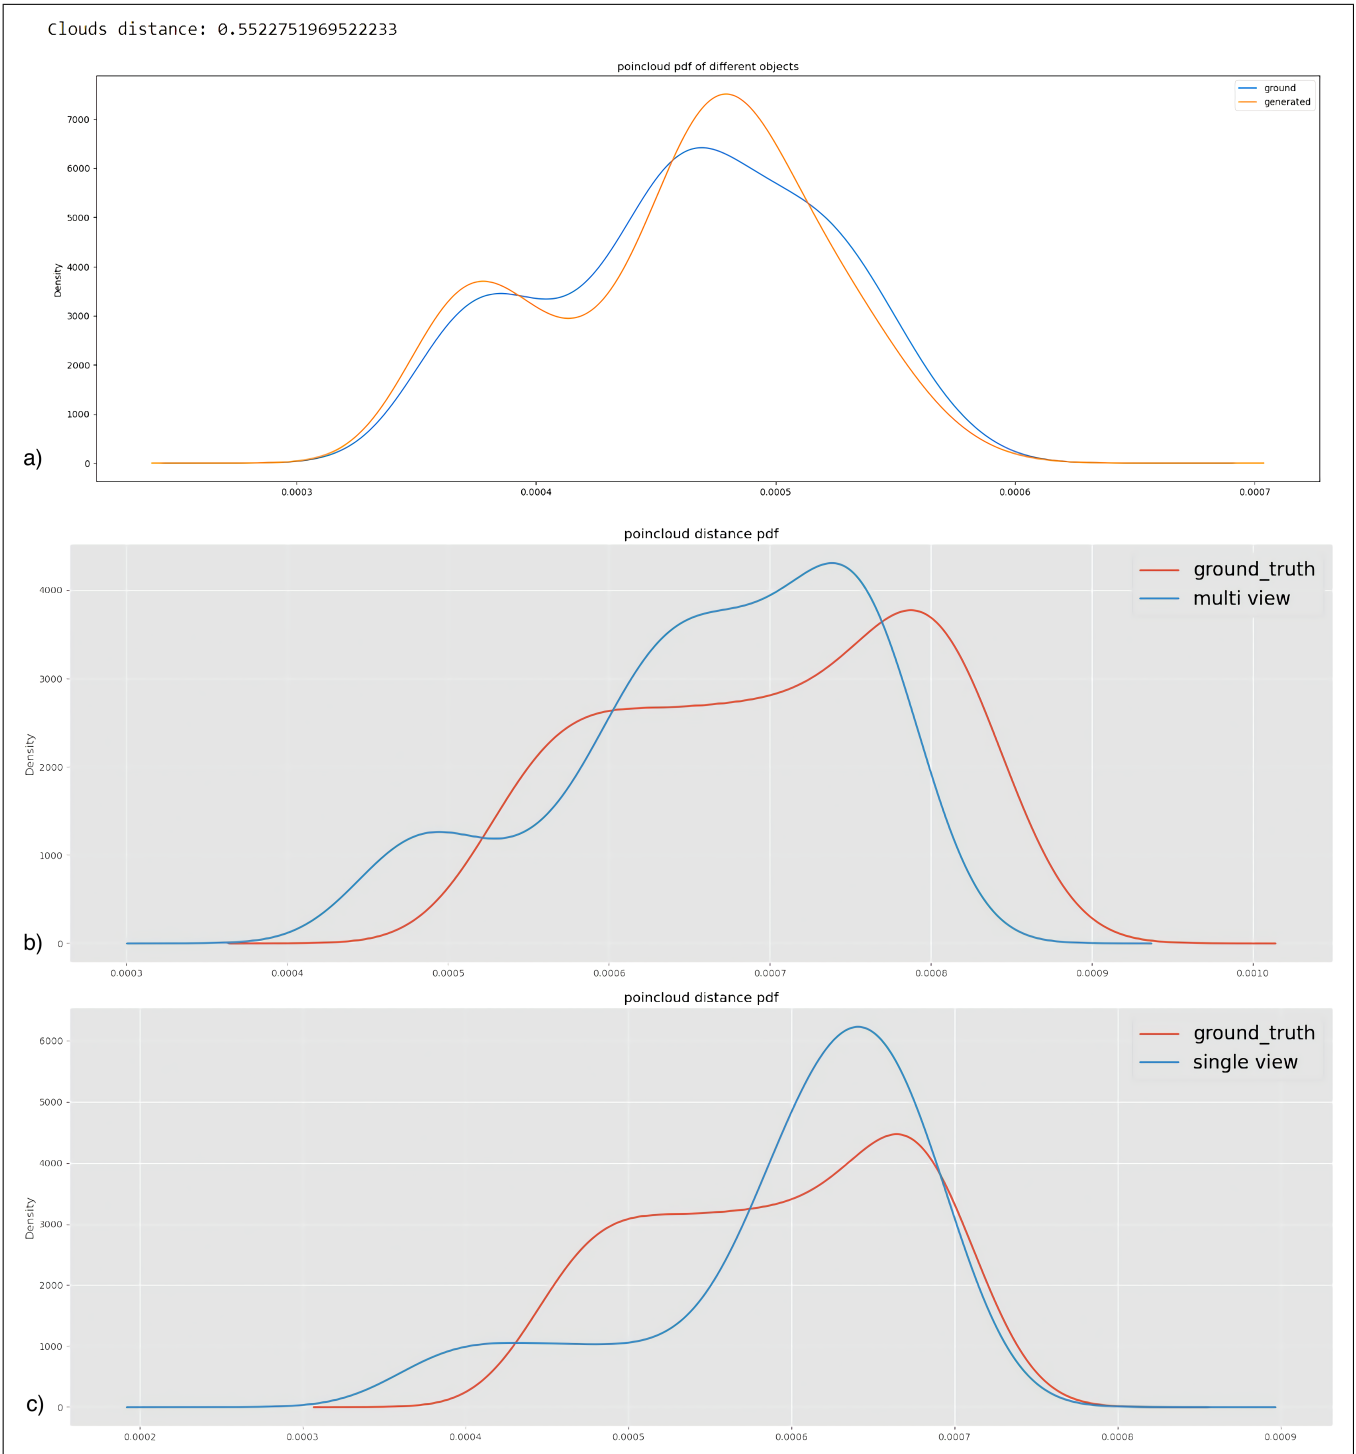 Clouds distance: 0.5522751969522233
poincloud pdf of different objects
ground
generated
7000
6000
5000
4000
3000
2000
1000
0
Density
a)
0.0003 0.0004 0.0005 0.0006 0.0007
poincloud distance pdf
ground_truth
multi view
4000
3000
2000
1000
0
Density
b)
0.0003 0.0004 0.0005 0.0006 0.0007 0.0008 0.0009 0.0010
poincloud distance pdf
ground_truth
single view
6000
5000
4000
3000
2000
1000
0
Density
c)
0.0002 0.0003 0.0004 0.0005 0.0006 0.0007 0.0008 0.0009